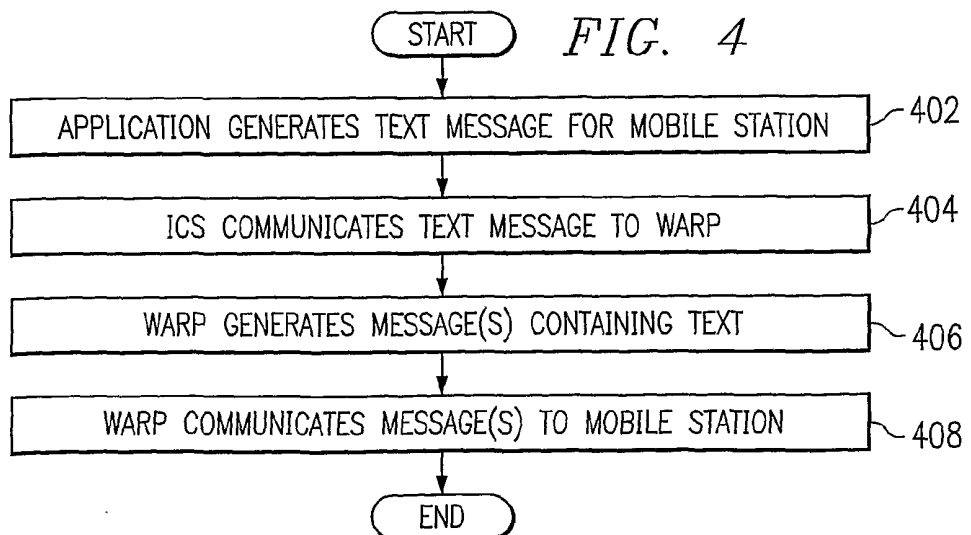 START
FIG. 4
APPLICATION GENERATES TEXT MESSAGE FOR MOBILE STATION
402
ICS COMMUNICATES TEXT MESSAGE TO WARP
404
WARP GENERATES MESSAGE(S) CONTAINING TEXT
406
WARP COMMUNICATES MESSAGE(S) TO MOBILE STATION
408
END